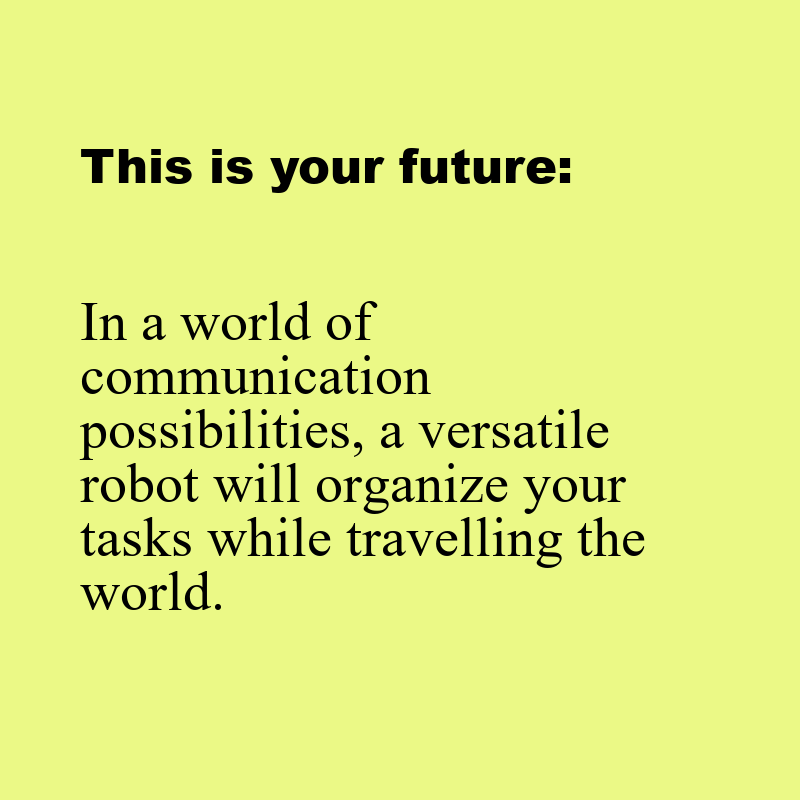 This is your future:
In a world of
communication
possibilities, a versatile
robot will organize your
tasks while travelling the
world.